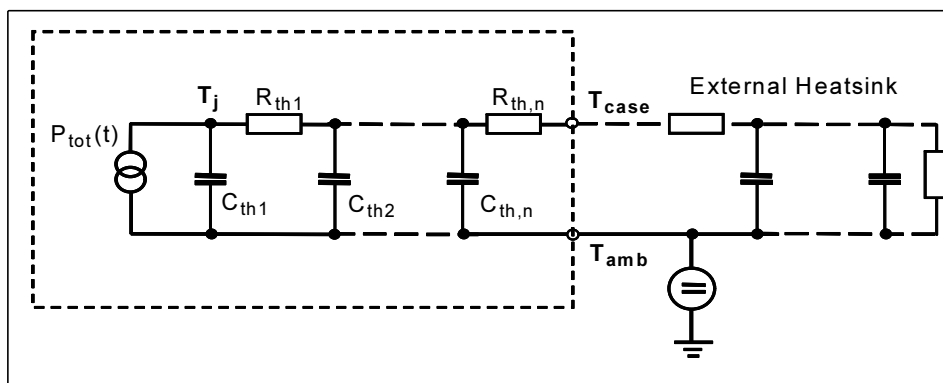 External Heatsink
T_j
R_th1
R_th,n
T_case
P_tot(t)
C_th1
C_th2
C_th,n
T_amb